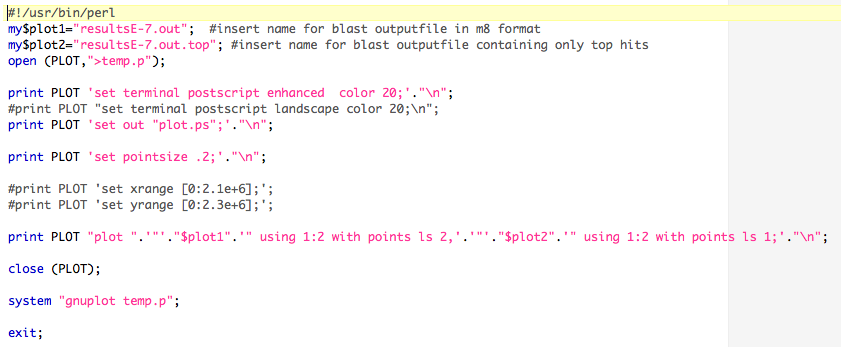 #!/usr/bin/perl
my$plot1="resultsE-7.out";  #insert name for blast outputfile in m8 format
my$plot2="resultsE-7.out.top"; #insert name for blast outputfile containing only top hits
open (PLOT,">temp.p");
print PLOT 'set terminal postscript enhanced  color 20;'."\n";
#print PLOT "set terminal postscript landscape color 20;\n";
print PLOT 'set out "plot.ps";'."\n";
print PLOT 'set pointsize .2;'."\n";
#print PLOT 'set xrange [0:2.1e+6];';
#print PLOT 'set yrange [0:2.3e+6];';
print PLOT "plot ".'"'."$plot1".'" using 1:2 with points ls 2,'.'"'."$plot2".'" using 1:2 with points ls 1;'."\n";
close (PLOT);
system "gnuplot temp.p";
exit;